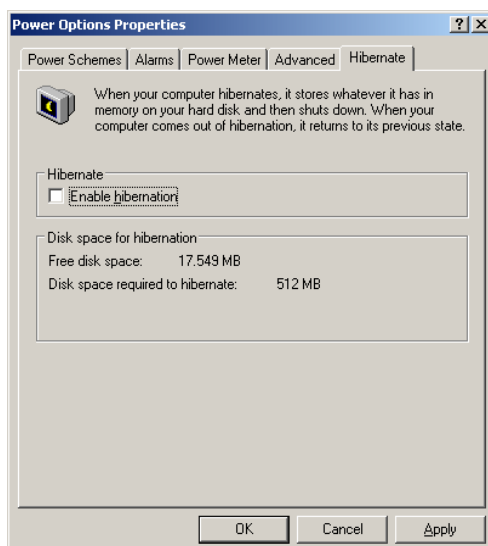 Power Options Properties
Power Schemes Alarms Power Meter Advanced Hibernate
When your computer hibernates, it stores whatever it has in
memory on your hard disk and then shuts down. When your
computer comes out of hibernation, it returns to its previous state.
Hibernate
Enable hibernation
Disk space for hibernation
Free disk space: 17.549 MB
Disk space required to hibernate: 512 MB
OK Cancel Apply